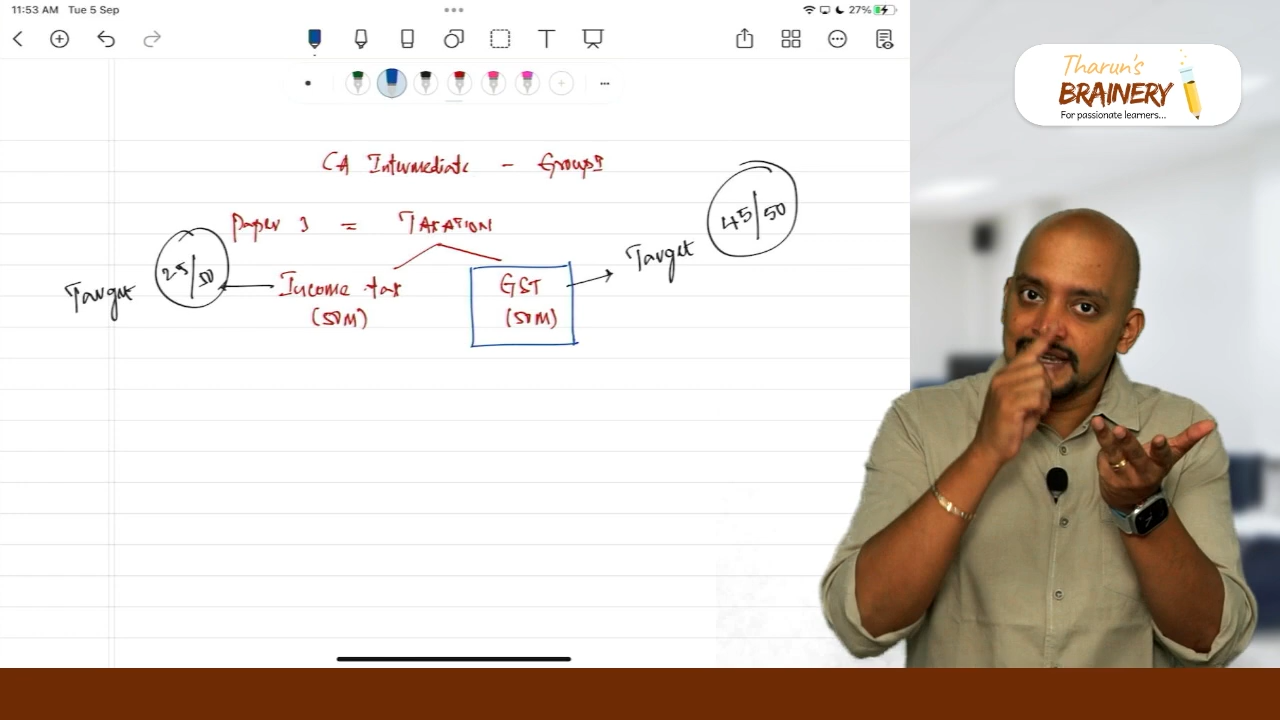 11:53 AM Tue 5 Sep
27%
Tharun's
BRAINERY
For passionate learners...
CA Intermediate - Group I
Paper 3 = TAXATION
Target 25/50
Income tax
(50M)
GST
(50M)
Target 45/50